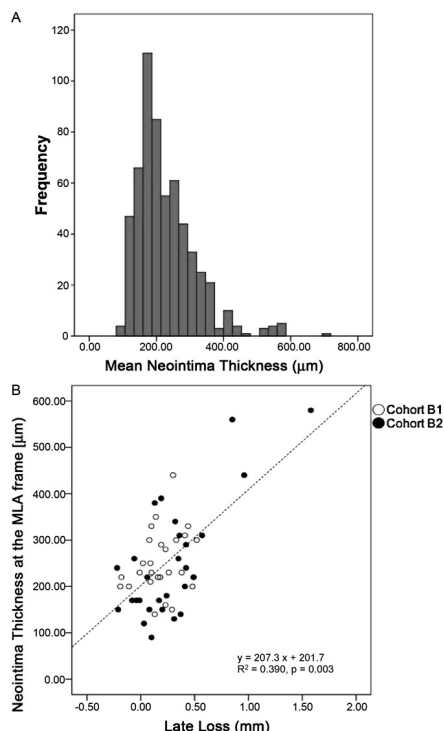 A
120
100
80
60
40
20
0
Frequency
0.00 200.00 400.00 600.00 800.00
Mean Neointima Thickness (μm)
B
600.00
500.00
400.00
300.00
200.00
100.00
0.00
Neointima Thickness at the MLA frame [μm]
Cohort B1
Cohort B2
y = 207.3 x + 201.7
R² = 0.390, p = 0.003
-0.50 0.00 0.50 1.00 1.50 2.00
Late Loss (mm)